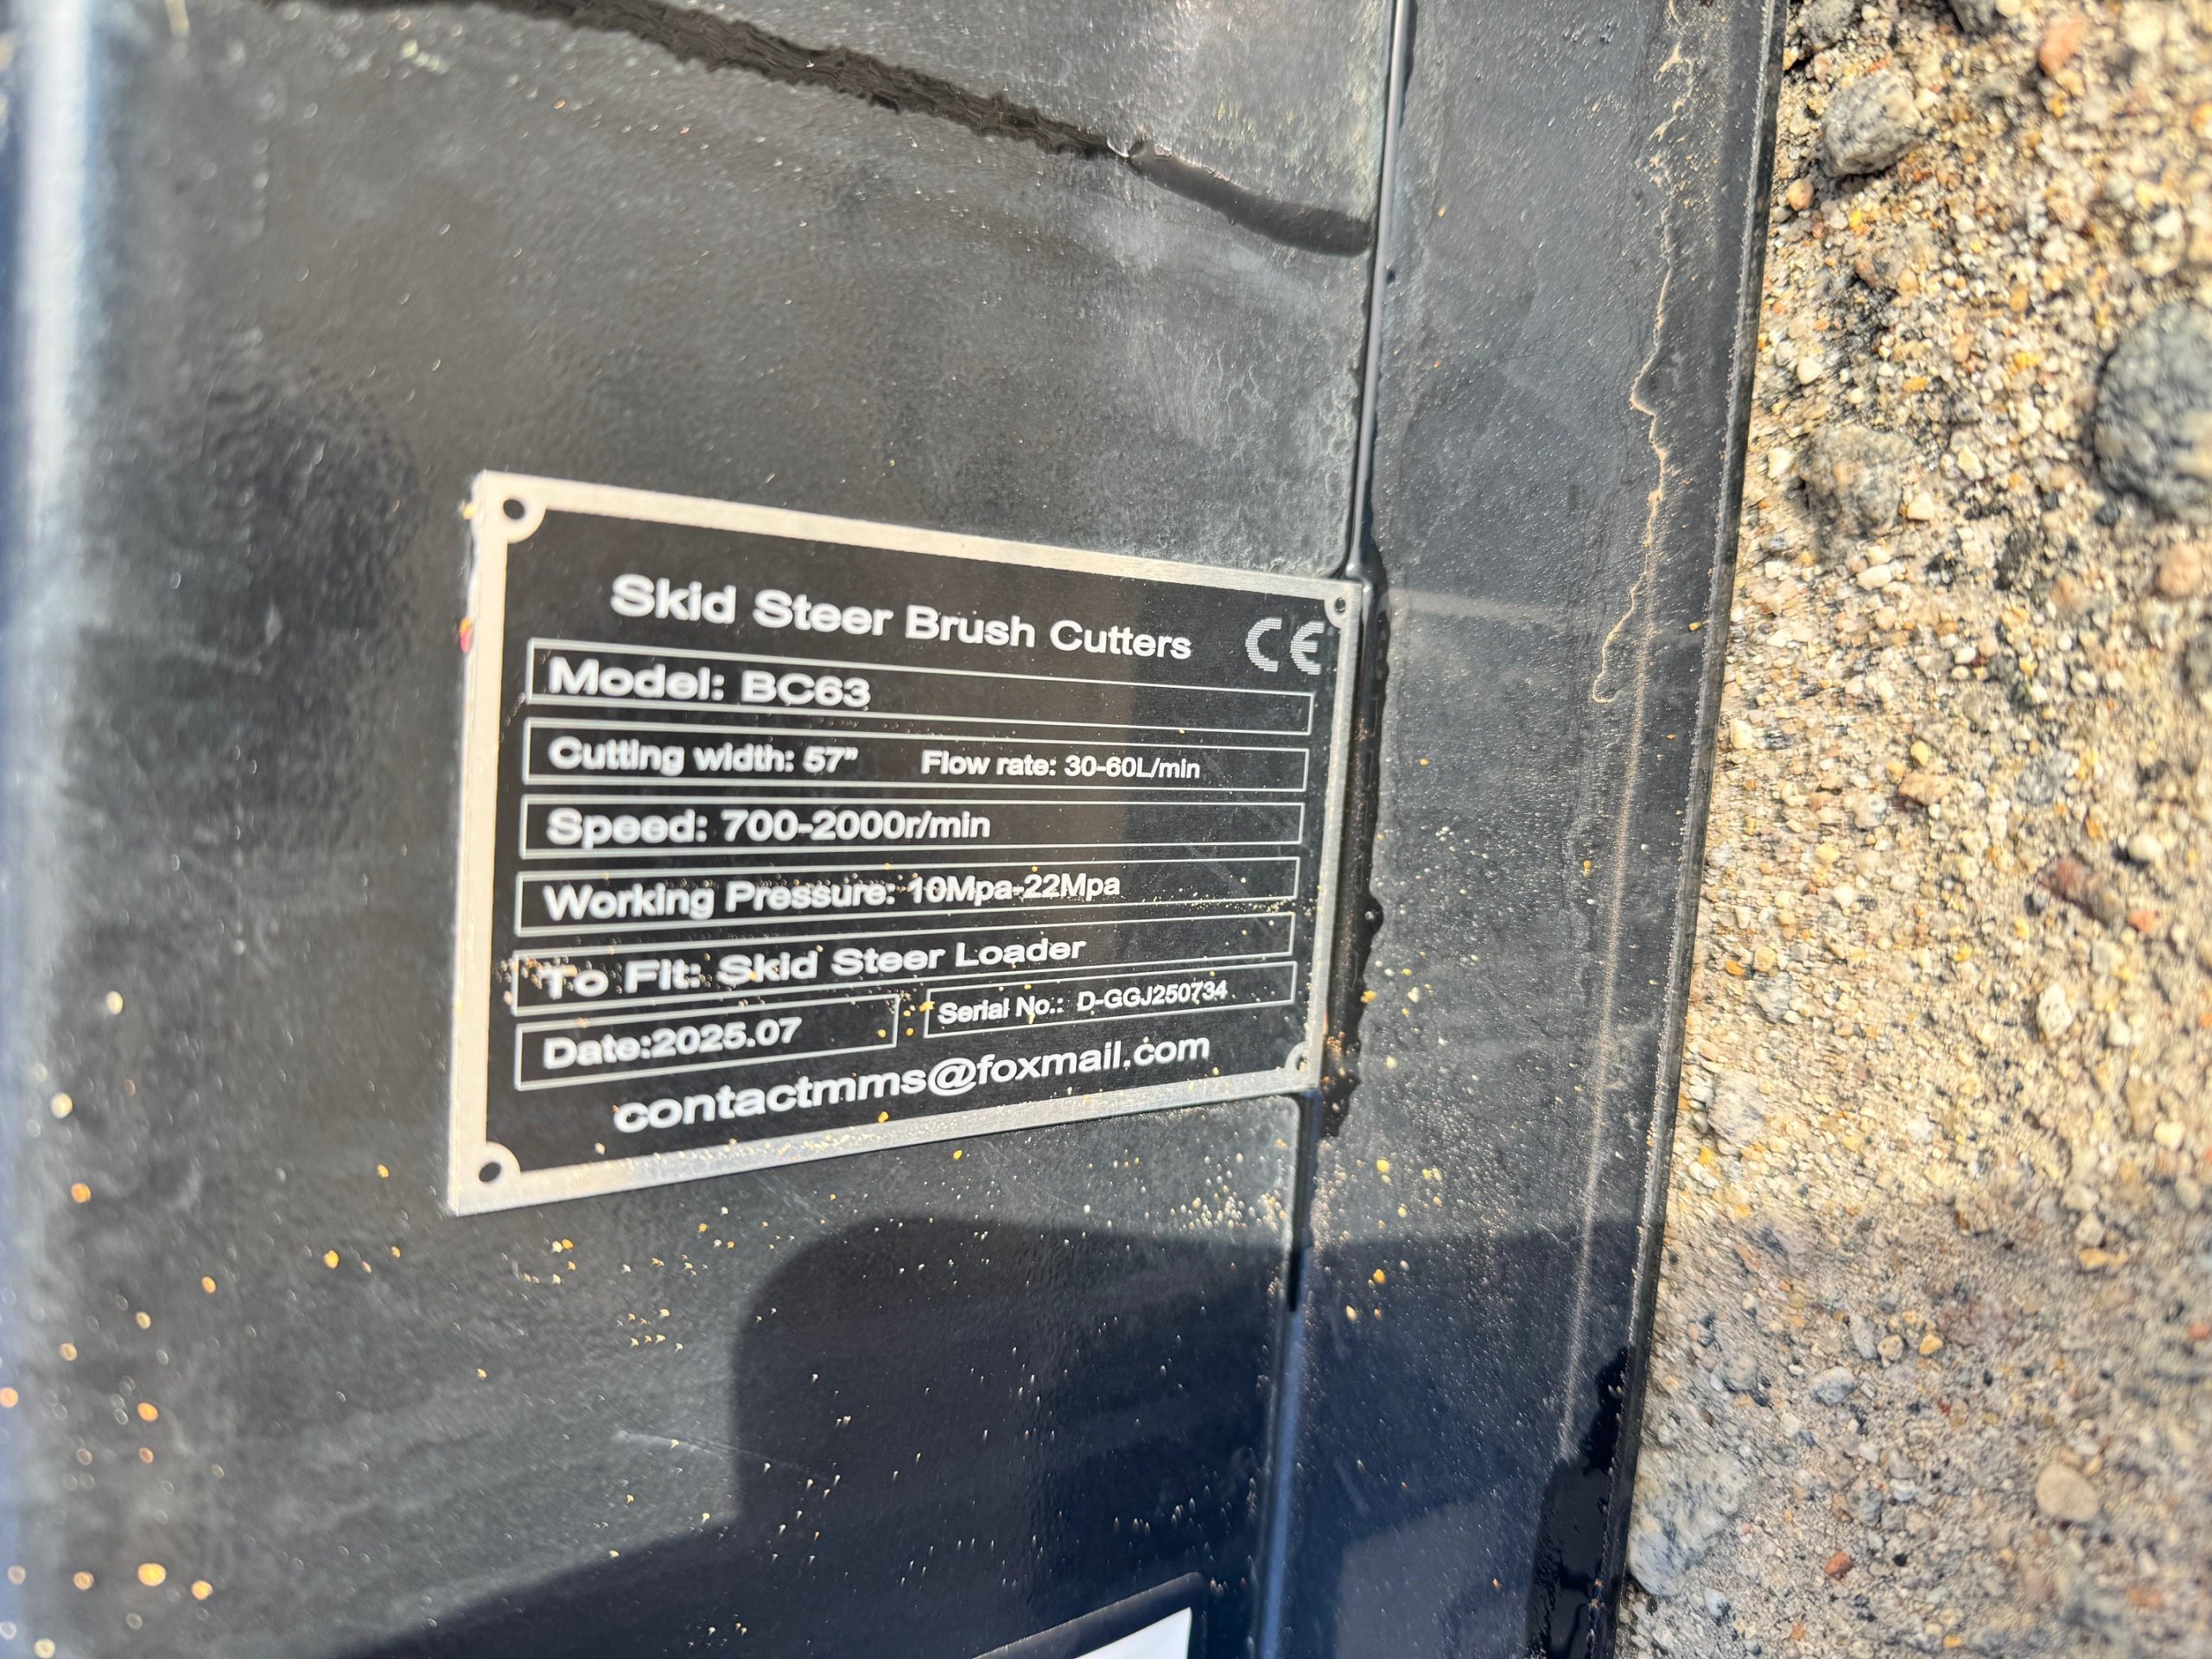 Skid Steer Brush Cutters CE
Model: BC63
Cutting width: 57" Flow rate: 30-60L/min
Speed: 700-2000r/min
Working Pressure: 10Mpa-22Mpa
To Fit: Skid Steer Loader
Date:2025.07 Serial No.: D-GGJ250734
contactmms@foxmail.com